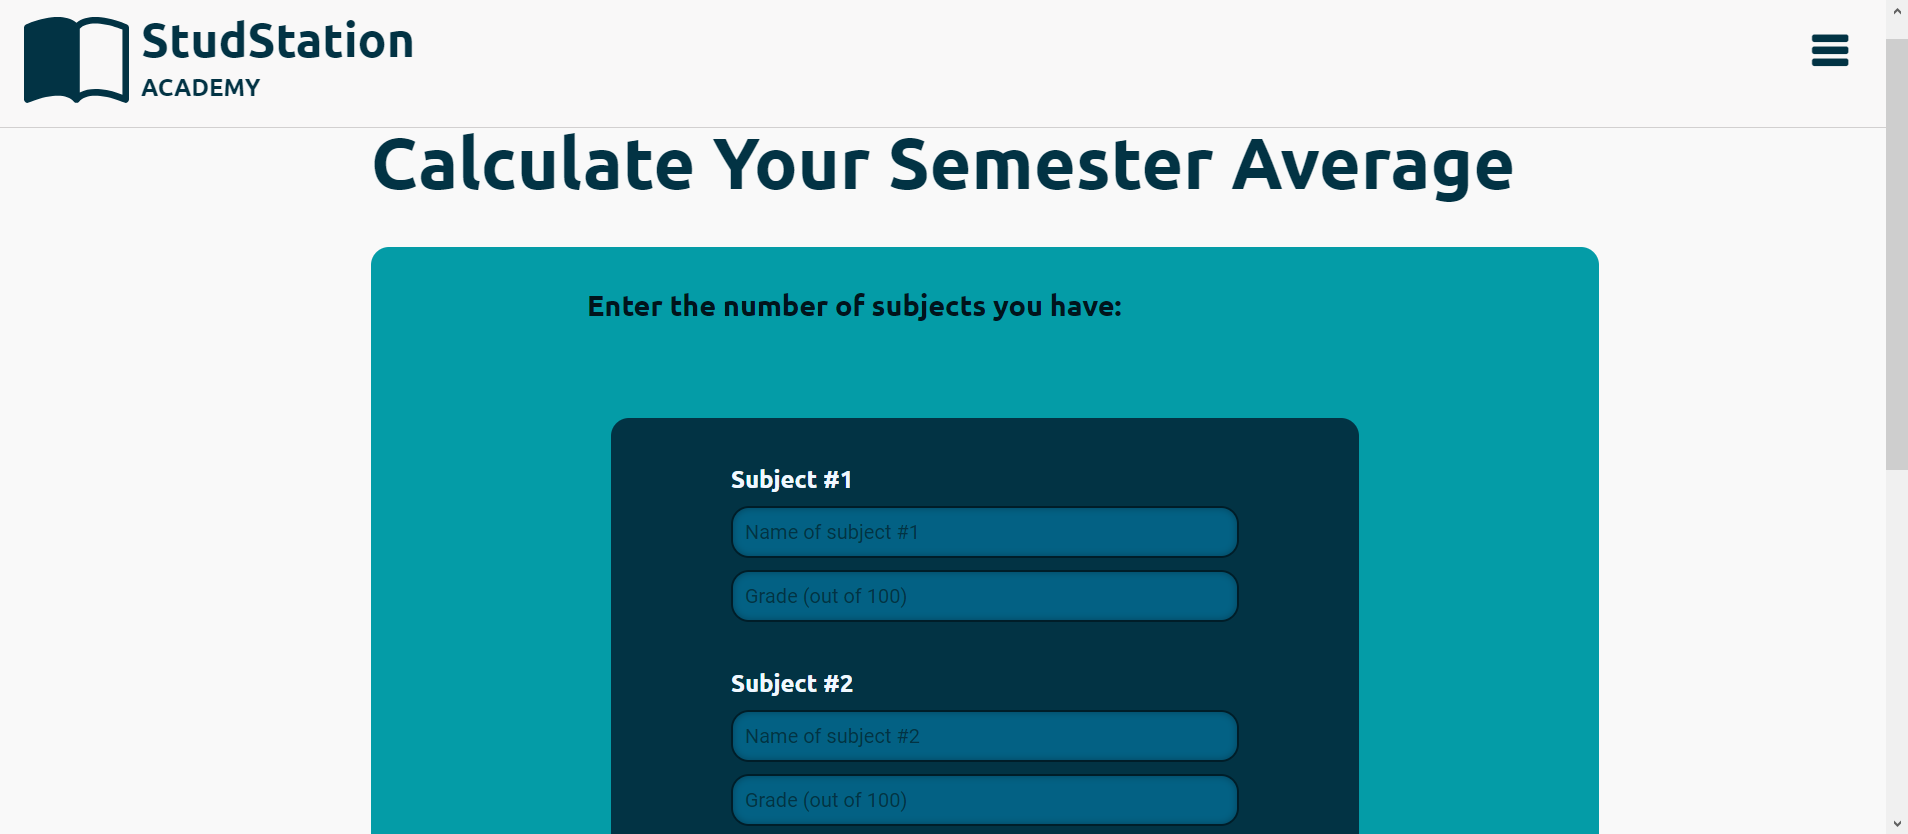 StudStation
ACADEMY
Calculate Your Semester Average
Enter the number of subjects you have:
Subject #1
Name of subject #1
Grade (out of 100)
Subject #2
Name of subject #2
Grade (out of 100)